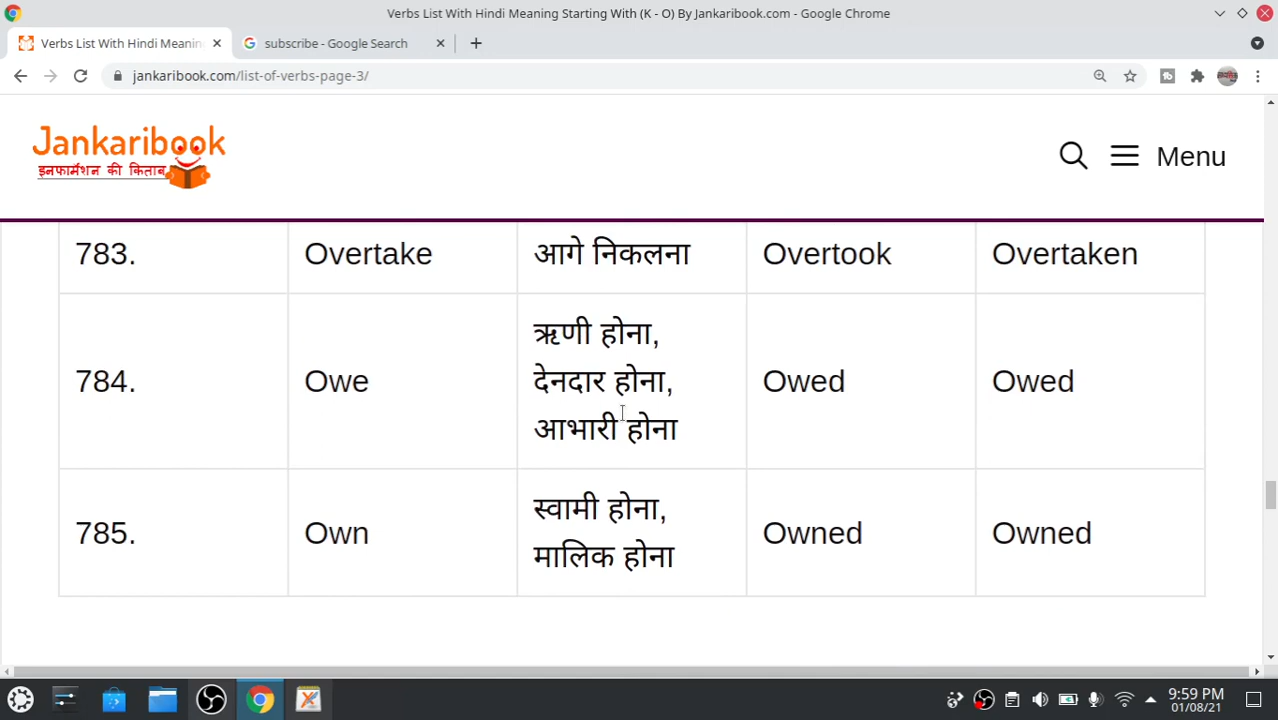 Verbs List With Hindi Meaning Starting With (K - O) By Jankaribook.com - Google Chrome
Verbs List With Hindi Meaning
subscribe - Google Search
jankaribook.com/list-of-verbs-page-3/
Jankaribook
इनफार्मेशन की किताब
Menu
783. Overtake आगे निकलना Overtook Overtaken
ऋणी होना,
784. Owe देनदार होना, Owed Owed
आभारी होना
स्वामी होना,
785. Own Owned Owned
मालिक होना
9:59 PM
01/08/21